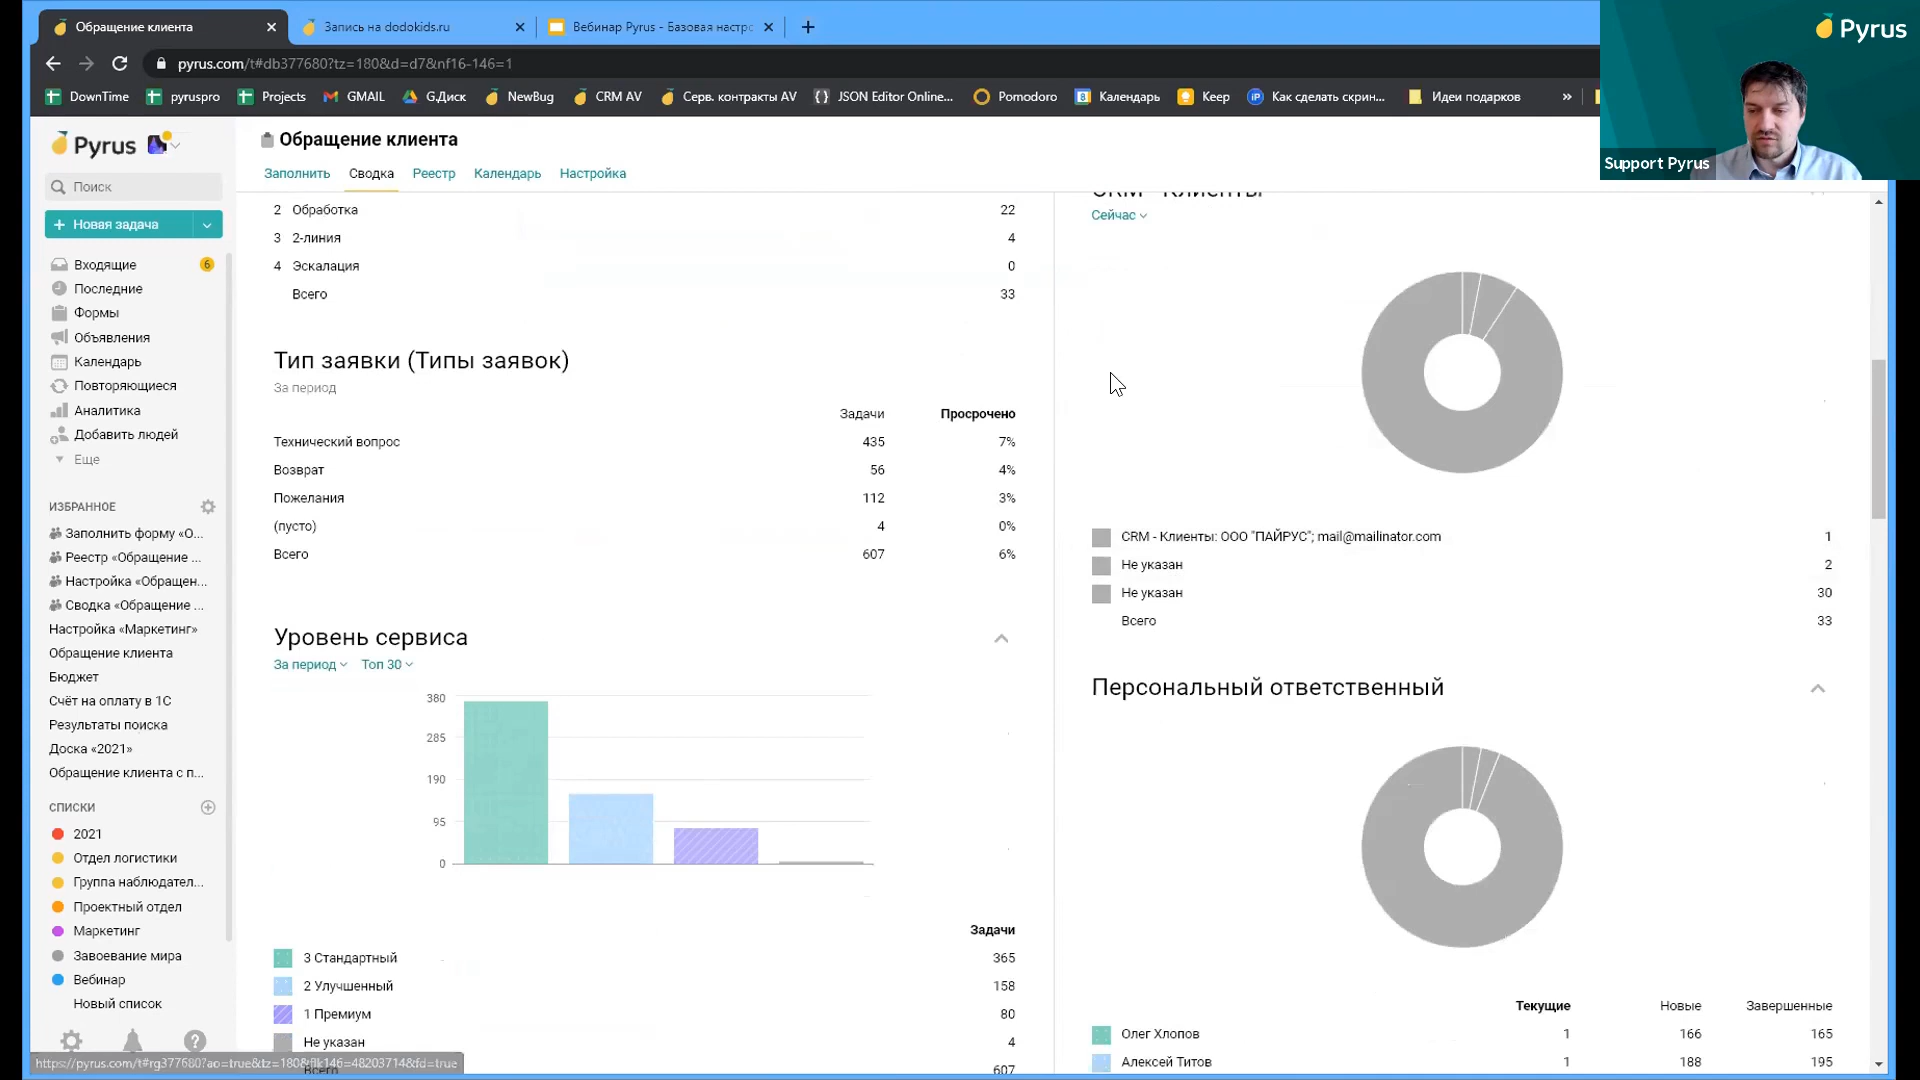 Обращение клиента
Запись на dodokids.ru
Вебинар Pyrus - Базовая настро
pyrus.com/t#db377680?tz=180&d=d7&nf16-146=1
DownTime
pyruspro
Projects
GMAIL
G.Диск
NewBug
CRM AV
Серв. контракты AV
JSON Editor Online...
Pomodoro
Календарь
Keep
Как сделать скрин...
Идеи подарков
»
Pyrus
Support Pyrus
Pyrus
Поиск
+ Новая задача
Входящие 6
Последние
Формы
Объявления
Календарь
Повторяющиеся
Аналитика
Добавить людей
Еще
ИЗБРАННОЕ
Заполнить форму «О...
Реестр «Обращение ...
Настройка «Обращен...
Сводка «Обращение ...
Настройка «Маркетинг»
Обращение клиента
Бюджет
Счёт на оплату в 1С
Результаты поиска
Доска «2021»
Обращение клиента с п...
СПИСКИ
2021
Отдел логистики
Группа наблюдател...
Проектный отдел
Маркетинг
Завоевание мира
Вебинар
Новый список
https://pyrus.com/t#rg377680?ao=true&tz=180&flk146=48203714&fd=true
Обращение клиента
Заполнить Сводка Реестр Календарь Настройка
2 Обработка 22
3 2-линия 4
4 Эскалация 0
Всего 33
Тип заявки (Типы заявок)
За период
Задачи Просрочено
Технический вопрос 435 7%
Возврат 56 4%
Пожелания 112 3%
(пусто) 4 0%
Всего 607 6%
Уровень сервиса
За период Топ 30
380
285
190
95
0
Задачи
3 Стандартный 365
2 Улучшенный 158
1 Премиум 80
Не указан 4
Всего 607
CRM - Клиенты
Сейчас
CRM - Клиенты: ООО "ПАЙРУС"; mail@mailinator.com 1
Не указан 2
Не указан 30
Всего 33
Персональный ответственный
Текущие Новые Завершенные
Олег Хлопов 1 166 165
Алексей Титов 1 188 195